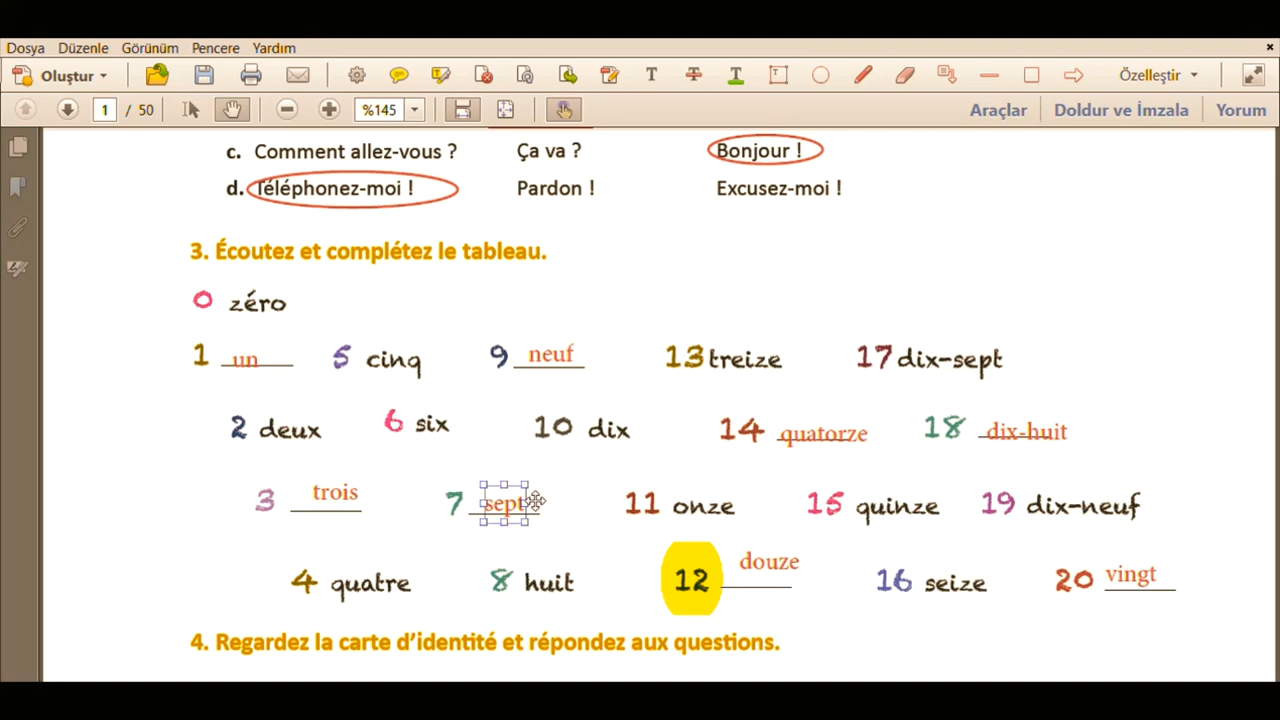 Dosya Düzenle Görünüm Pencere Yardım
Oluştur Özelleştir
1 / 50 %145 Araçlar Doldur ve İmzala Yorum
c. Comment allez-vous ? Ça va ? Bonjour !
d. Téléphonez-moi ! Pardon ! Excusez-moi !
3. Écoutez et complétez le tableau.
0 zéro
1 un 5 cinq 9 neuf 13 treize 17 dix-sept
2 deux 6 six 10 dix 14 quatorze 18 dix-huit
3 trois 7 sept 11 onze 15 quinze 19 dix-neuf
4 quatre 8 huit 12 douze 16 seize 20 vingt
4. Regardez la carte d'identité et répondez aux questions.